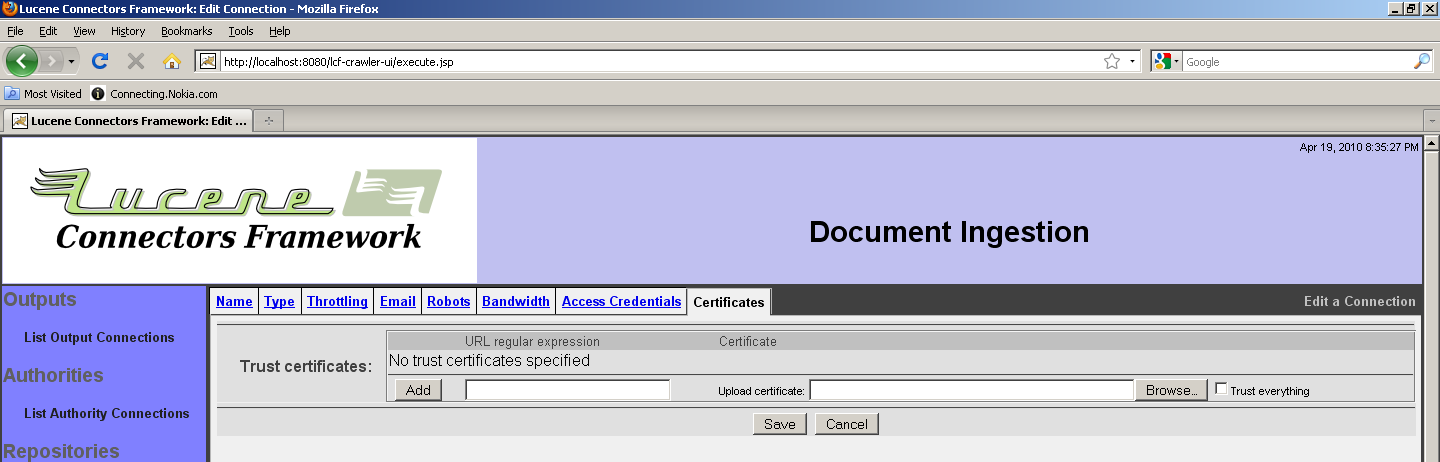 Lucene Connectors Framework: Edit Connection - Mozilla Firefox
File Edit View History Bookmarks Tools Help
http://localhost:8080/lcf-crawler-ui/execute.jsp Google
Most Visited Connecting.Nokia.com
Lucene Connectors Framework: Edit ...
Apr 19, 2010 8:35:27 PM
Lucene
Connectors Framework
Document Ingestion
Outputs
List Output Connections
Authorities
List Authority Connections
Repositories
Name Type Throttling Email Robots Bandwidth Access Credentials Certificates Edit a Connection
URL regular expression Certificate
Trust certificates: No trust certificates specified
Add Upload certificate: Browse... Trust everything
Save Cancel